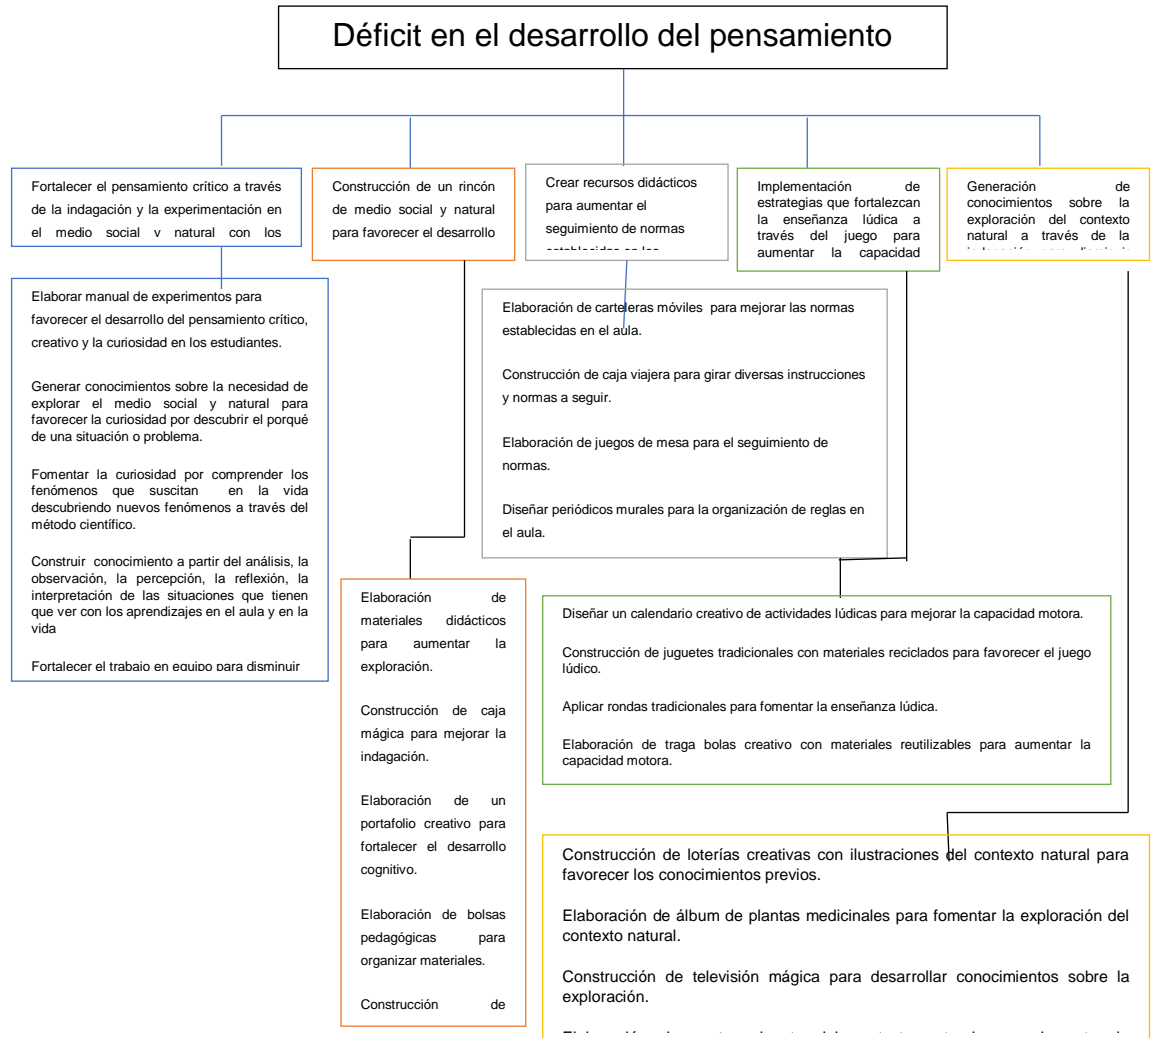 Déficit en el desarrollo del pensamiento
Fortalecer el pensamiento crítico a través
de la indagación y la experimentación en
el medio social y natural con los
Construcción de un rincón
de medio social y natural
para favorecer el desarrollo
Crear recursos didácticos
para aumentar el
seguimiento de normas
establecidas en los
Implementación de
estrategias que fortalezcan
la enseñanza lúdica a
través del juego para
aumentar la capacidad
Generación de
conocimientos sobre la
exploración del contexto
natural a través de la
Elaborar manual de experimentos para
favorecer el desarrollo del pensamiento crítico,
creativo y la curiosidad en los estudiantes.
Generar conocimientos sobre la necesidad de
explorar el medio social y natural para
favorecer la curiosidad por descubrir el porqué
de una situación o problema.
Fomentar la curiosidad por comprender los
fenómenos que suscitan en la vida
descubriendo nuevos fenómenos a través del
método científico.
Construir conocimiento a partir del análisis, la
observación, la percepción, la reflexión, la
interpretación de las situaciones que tienen
que ver con los aprendizajes en el aula y en la
vida
Fortalecer el trabajo en equipo para disminuir
Elaboración de carteleras móviles para mejorar las normas
establecidas en el aula.
Construcción de caja viajera para girar diversas instrucciones
y normas a seguir.
Elaboración de juegos de mesa para el seguimiento de
normas.
Diseñar periódicos murales para la organización de reglas en
el aula.
Elaboración de
materiales didácticos
para aumentar la
exploración.
Construcción de caja
mágica para mejorar la
indagación.
Elaboración de un
portafolio creativo para
fortalecer el desarrollo
cognitivo.
Elaboración de bolsas
pedagógicas para
organizar materiales.
Construcción de
Diseñar un calendario creativo de actividades lúdicas para mejorar la capacidad motora.
Construcción de juguetes tradicionales con materiales reciclados para favorecer el juego
lúdico.
Aplicar rondas tradicionales para fomentar la enseñanza lúdica.
Elaboración de traga bolas creativo con materiales reutilizables para aumentar la
capacidad motora.
Construcción de loterías creativas con ilustraciones del contexto natural para
favorecer los conocimientos previos.
Elaboración de álbum de plantas medicinales para fomentar la exploración del
contexto natural.
Construcción de televisión mágica para desarrollar conocimientos sobre la
exploración.